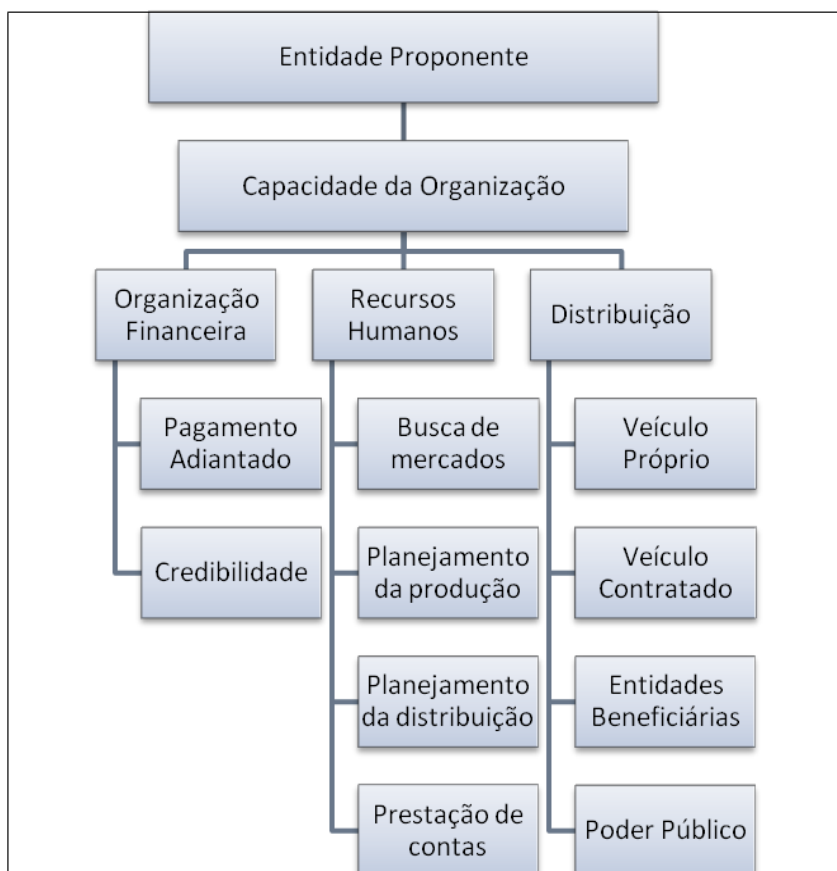 Entidade Proponente
Capacidade da Organização
Organização
Financeira
Recursos
Humanos
Distribuição
Pagamento
Adiantado
Busca de
mercados
Veículo
Próprio
Credibilidade
Planejamento
da produção
Veículo
Contratado
Planejamento
da distribuição
Entidades
Beneficiárias
Prestação de
contas
Poder Público